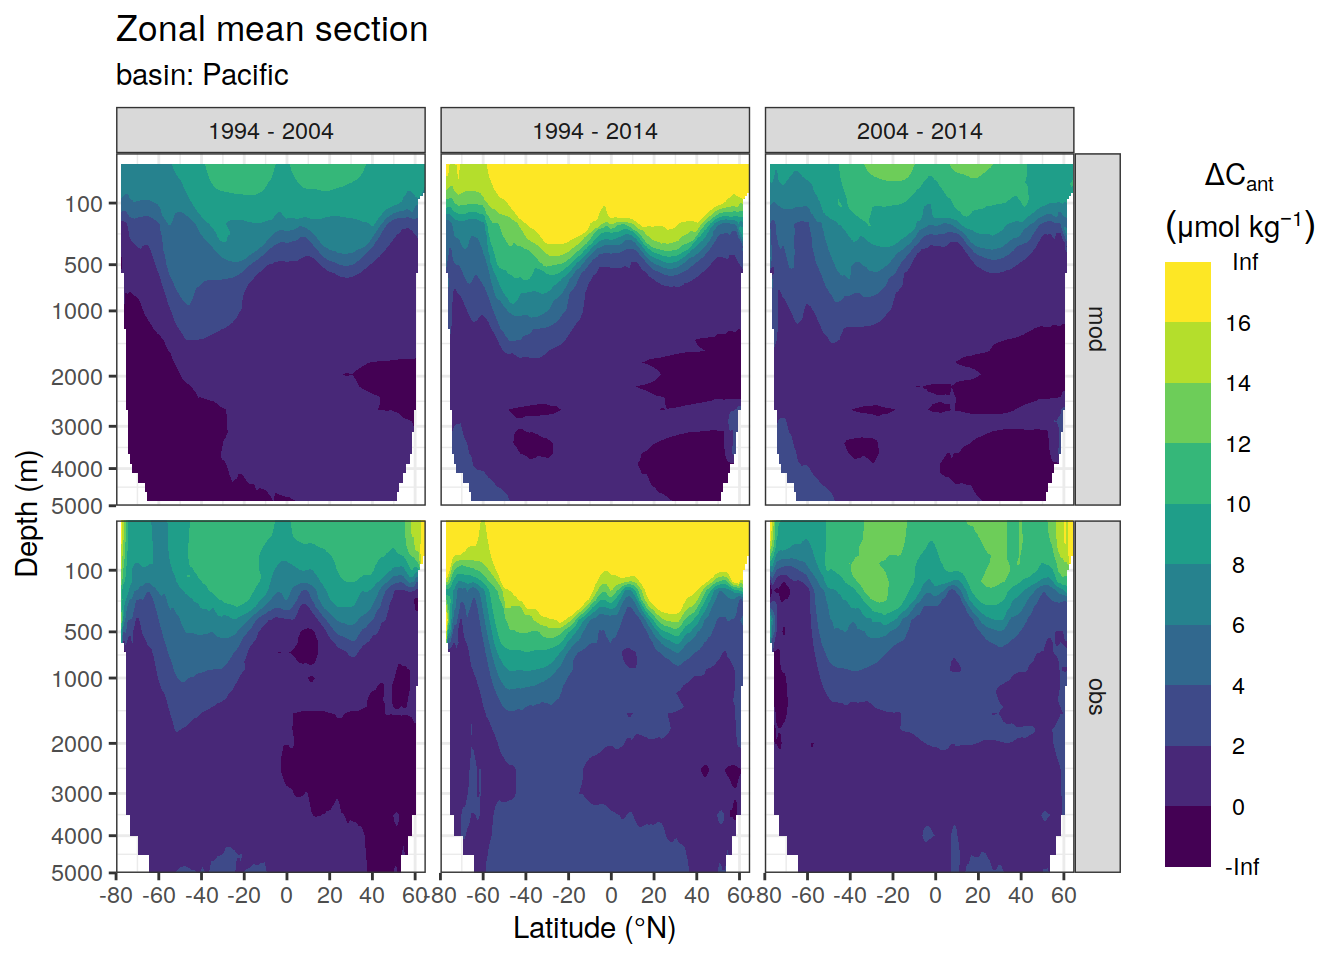 Zonal mean section
basin: Pacific
1994 - 2004
1994 - 2014
2004 - 2014
mod
obs
Depth (m)
100
500
1000
2000
3000
4000
5000
100
500
1000
2000
3000
4000
5000
-80 -60 -40 -20 0 20 40 60
-80 -60 -40 -20 0 20 40 60
-80 -60 -40 -20 0 20 40 60
Latitude (°N)
ΔCant
(μmol kg⁻¹)
Inf
16
14
12
10
8
6
4
2
0
-Inf